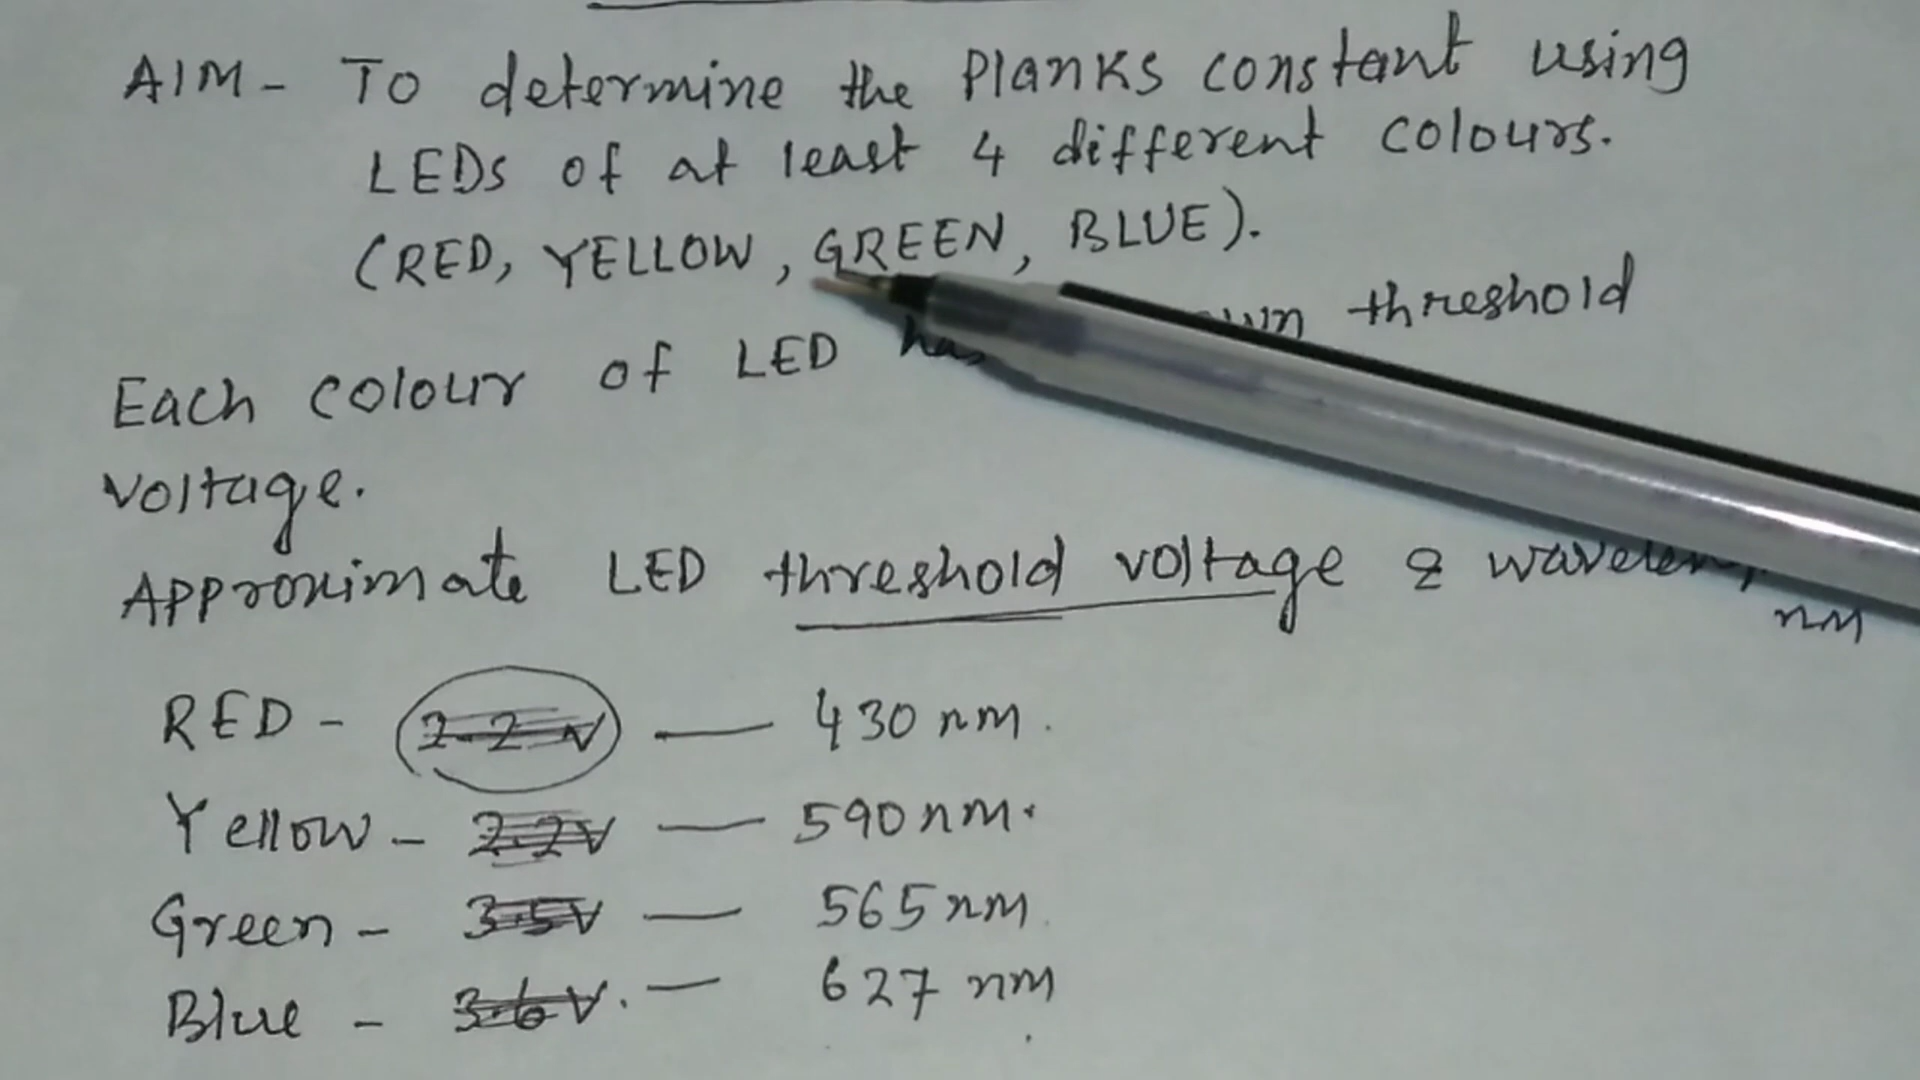 AIM - To determine the Planks constant using
LEDs of at least 4 different colours.
(RED, YELLOW, GREEN, BLUE).
Each colour of LED has threshold
voltage.
Approximate LED threshold voltage &
nm
RED - 2.2V — 430 nm.
Yellow - 2.2V — 590 nm.
Green - 3.5V — 565 nm
Blue - 3.6V. — 627 nm